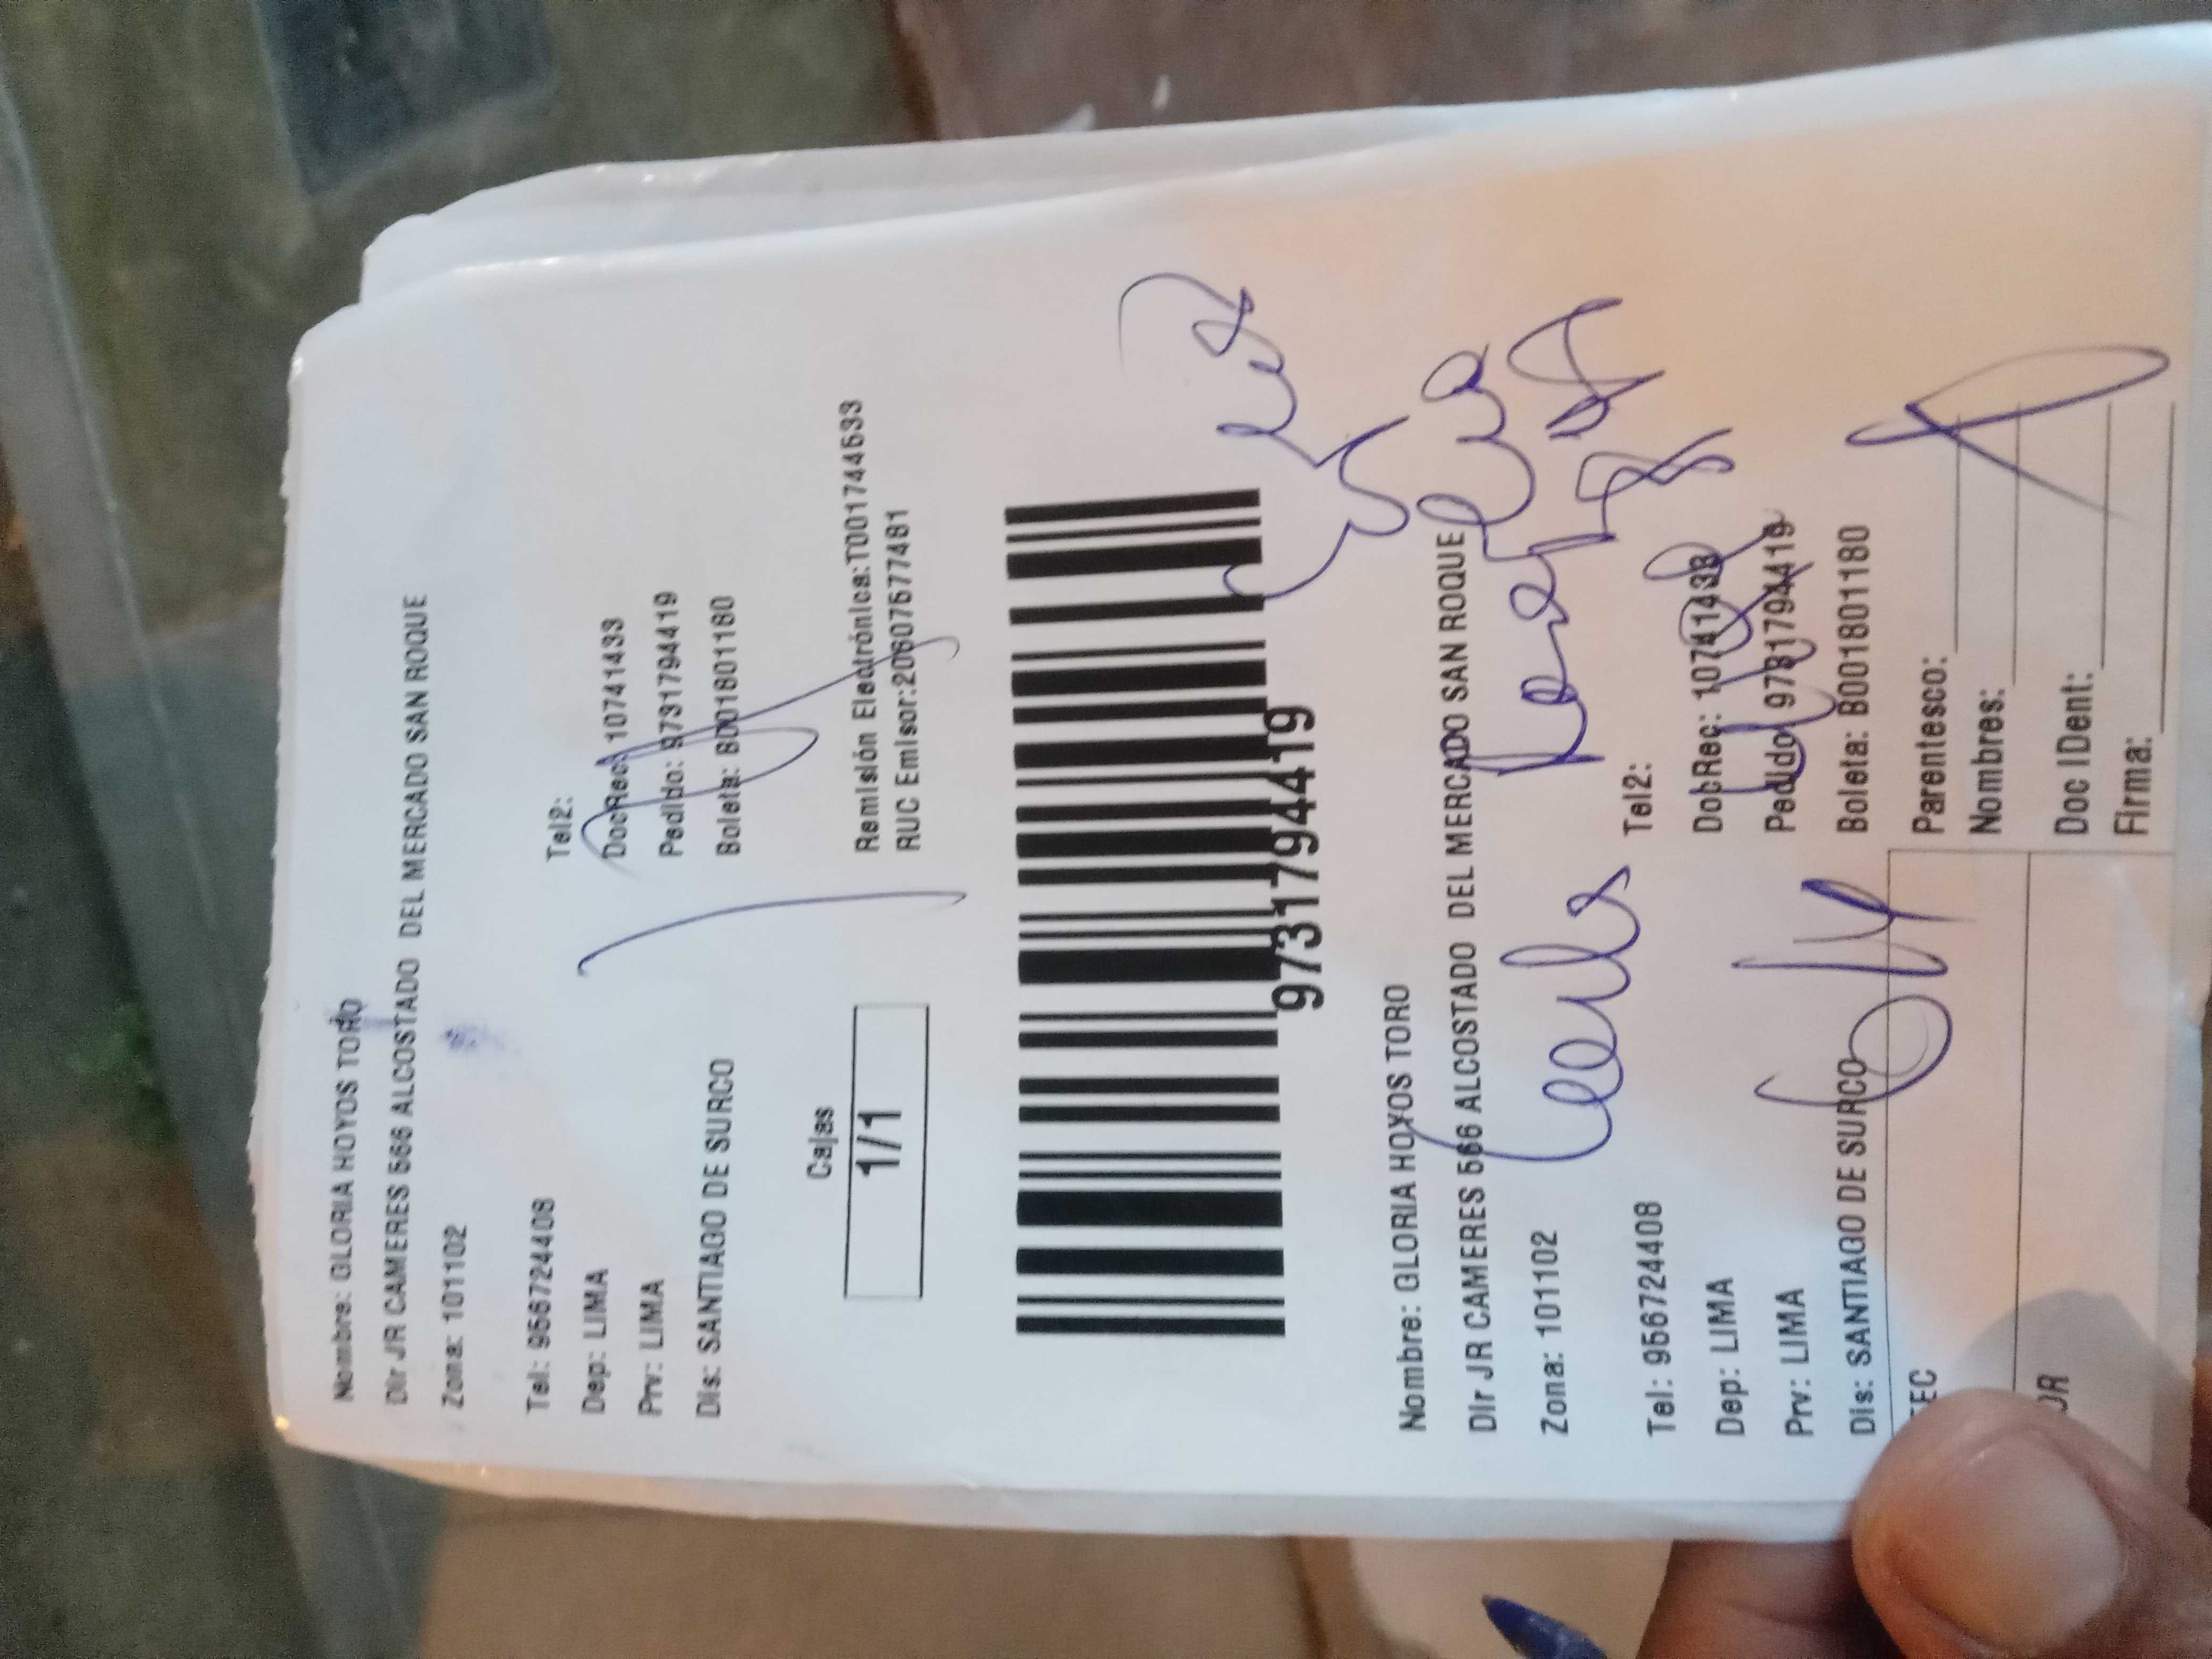 Nombre: GLORIA HOYOS TORO
Dir JR CAMERES 566 ALCOSTADO DEL MERCADO SAN ROQUE
Zona: 101102
Tel: 956724408
Tel2:
Dep: LIMA
DocRec: 10741433
Prv: LIMA
Pedido: 97317944​19
Dis: SANTIAGO DE SURCO
Boleta: B001801180
Cajas
1/1
Remisión Electrónica:T001744633
RUC Emisor:20607577481
9731794419
Nombre: GLORIA HOYOS TORO
Dir JR CAMERES 566 ALCOSTADO DEL MERCADO SAN ROQUE
Zona: 101102
Tel: 956724408
Tel2:
Dep: LIMA
DocRec: 10741433
Prv: LIMA
Pedido: 9731794419
Dis: SANTIAGO DE SURCO
Boleta: B001801180
Parentesco:
Nombres:
Doc IDent:
Firma: